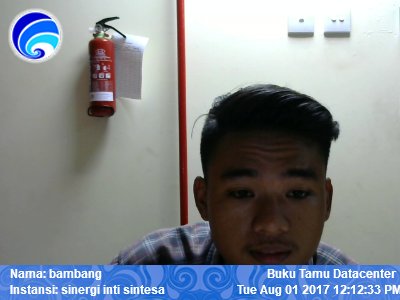 Nama: bambang
Buku Tamu Datacenter
Instansi: sinergi inti sintesa
Tue Aug 01 2017 12:12:33 PM